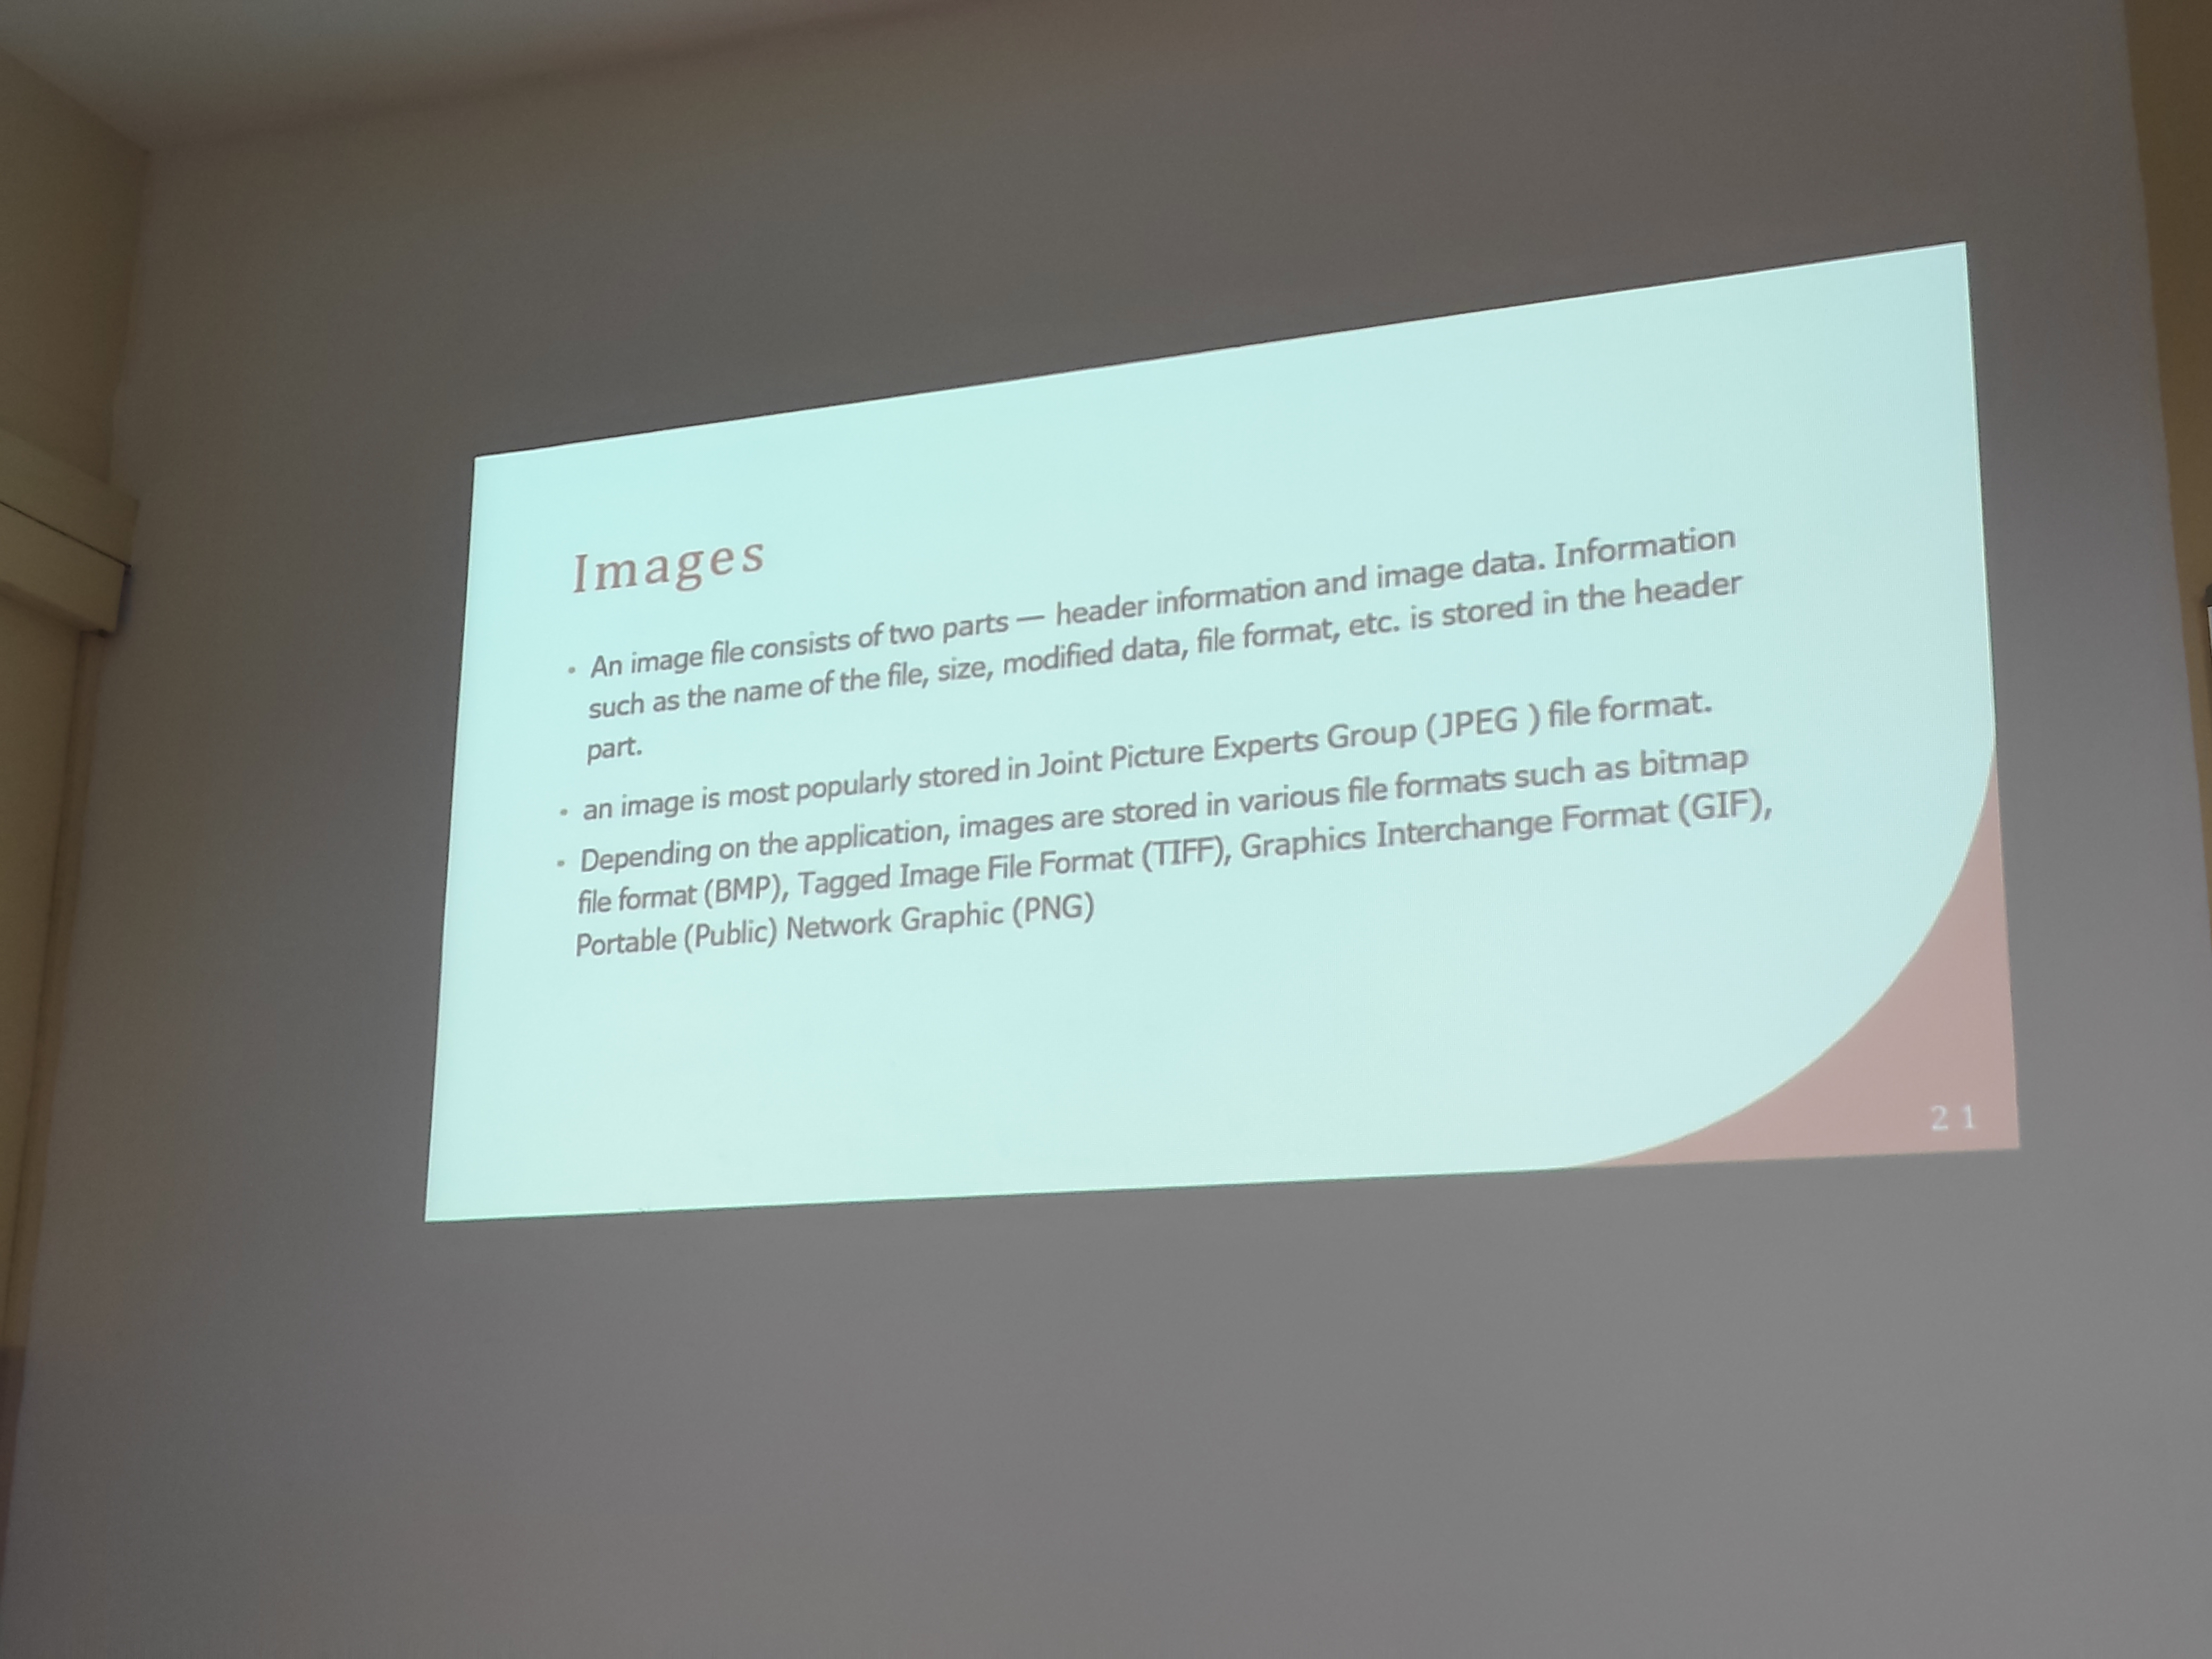 Images
• An image file consists of two parts — header information and image data. Information
such as the name of the file, size, modified data, file format, etc. is stored in the header
part.
• an image is most popularly stored in Joint Picture Experts Group (JPEG ) file format.
• Depending on the application, images are stored in various file formats such as bitmap
file format (BMP), Tagged Image File Format (TIFF), Graphics Interchange Format (GIF),
Portable (Public) Network Graphic (PNG)
21